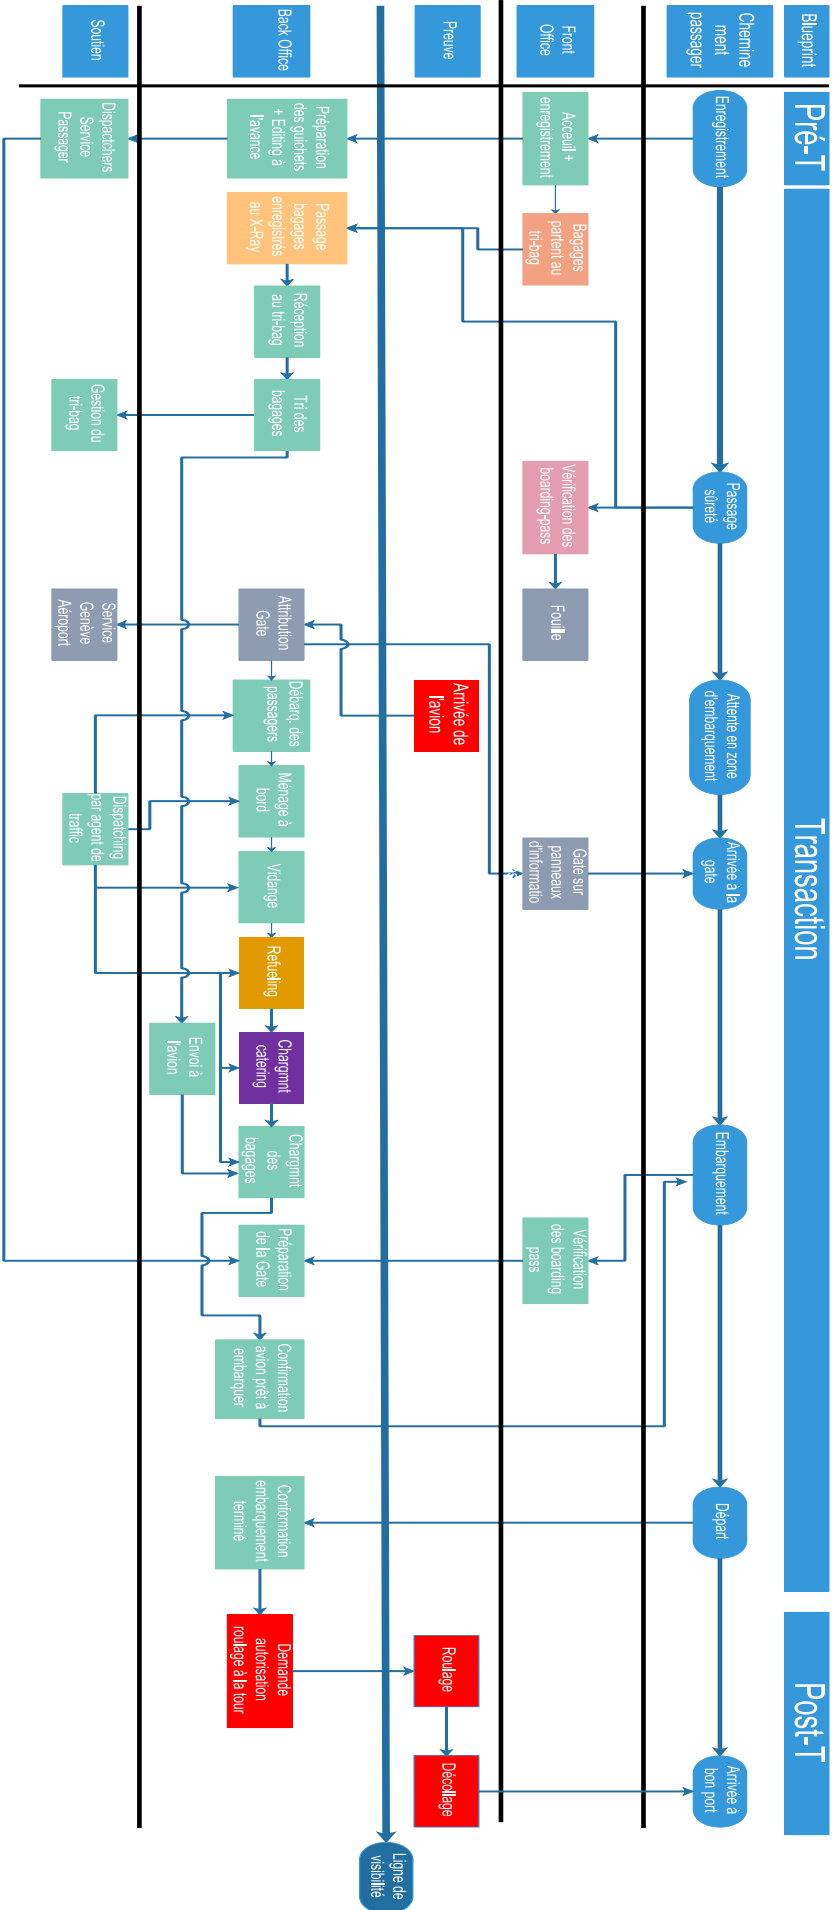 Blueprint
Pré-T
Transaction
Post-T
Chemine
ment
passager
Enregistrement
Passage
sûreté
Attente en zone
d'embarquement
Arrivée à la
gate
Embarquement
Départ
Arrivée à
bon port
Front
Office
Acceuil +
enregistrement
Bagages
partent au
tri-bag
Vérification des
boarding-pass
Fouille
Gate sur
panneaux
d'informatio
Vérification
des boarding
pass
Preuve
Arrivée de
l'avion
Roulage
Décollage
Ligne de
visibilité
Back Office
Préparation
des guichets
+ Editing à
l'avance
Passage
bagages
enregistrés
au X-Ray
Réception
au tri-bag
Tri des
bagages
Attribution
Gate
Débarq. des
passagers
Ménage à
bord
Vidange
Refueling
Chargmnt
catering
Chargmnt
des
bagages
Préparation
de la Gate
Confirmation
avion prêt à
embarquer
Conformation
embarquement
terminé
Demande
autorisation
roulage à la tour
Envoi à
l'avion
Soutien
Dispactchers
Service
Passager
Gestion du
tri-bag
Service
Genève
Aéroport
Dispatching
par agent de
traffic